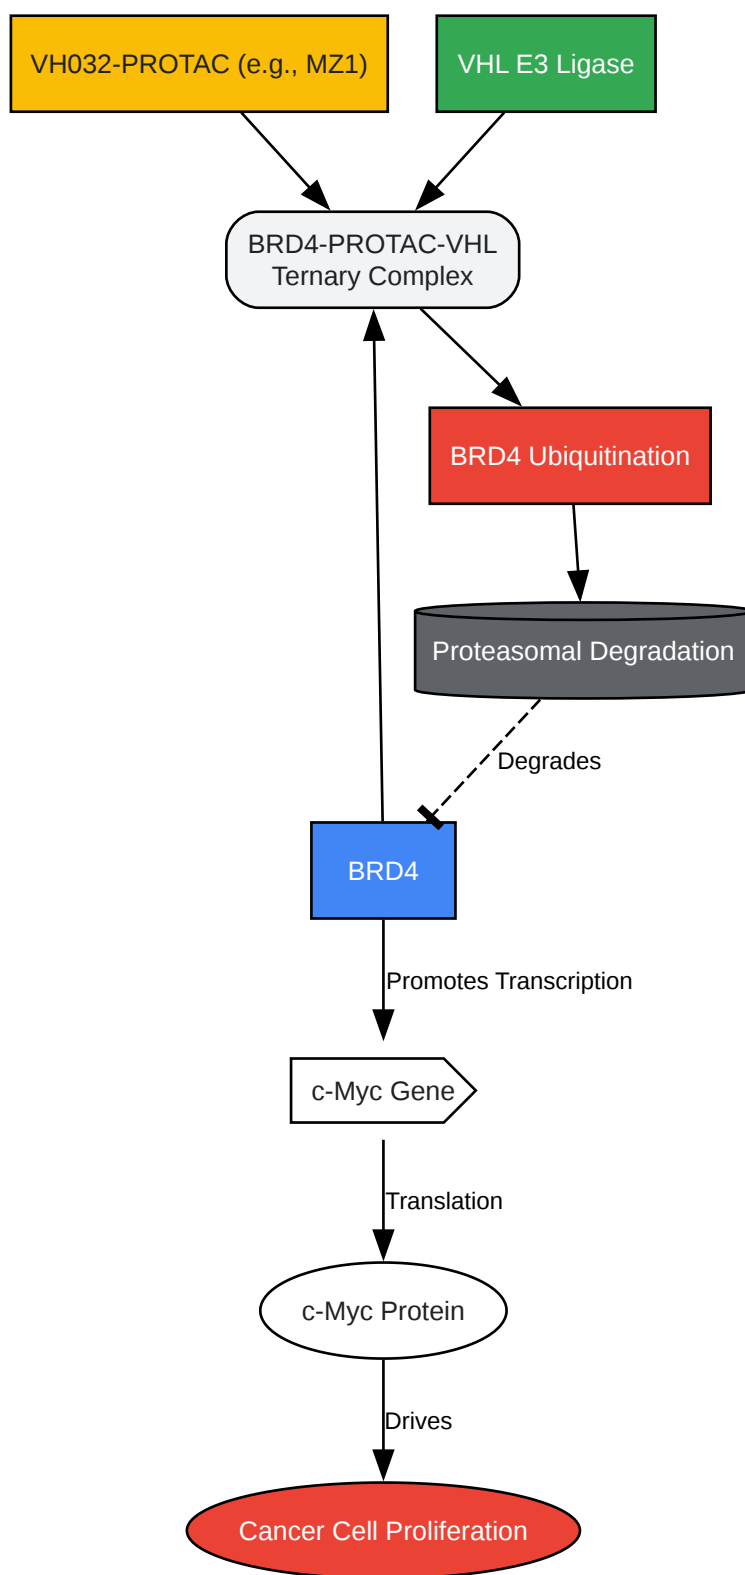 VH032-PROTAC (e.g., MZ1)
VHL E3 Ligase
BRD4-PROTAC-VHL
Ternary Complex
BRD4 Ubiquitination
Proteasomal Degradation
Degrades
BRD4
Promotes Transcription
c-Myc Gene
Translation
c-Myc Protein
Drives
Cancer Cell Proliferation